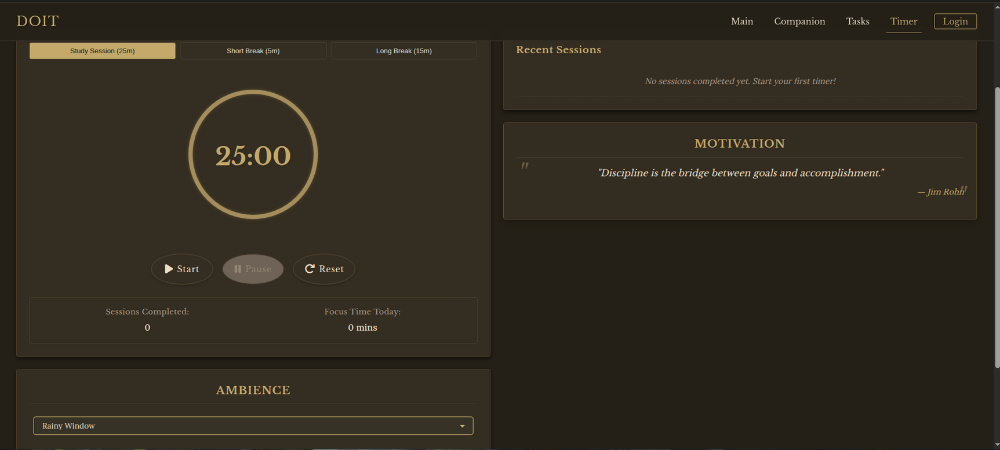 DOIT
Main Companion Tasks Timer Login
Study Session (25m) Short Break (5m) Long Break (15m)
25:00
Start Pause Reset
Sessions Completed: Focus Time Today:
0 0 mins
AMBIENCE
Rainy Window
Recent Sessions
No sessions completed yet. Start your first timer!
MOTIVATION
"
"Discipline is the bridge between goals and accomplishment."
— Jim Rohn
"